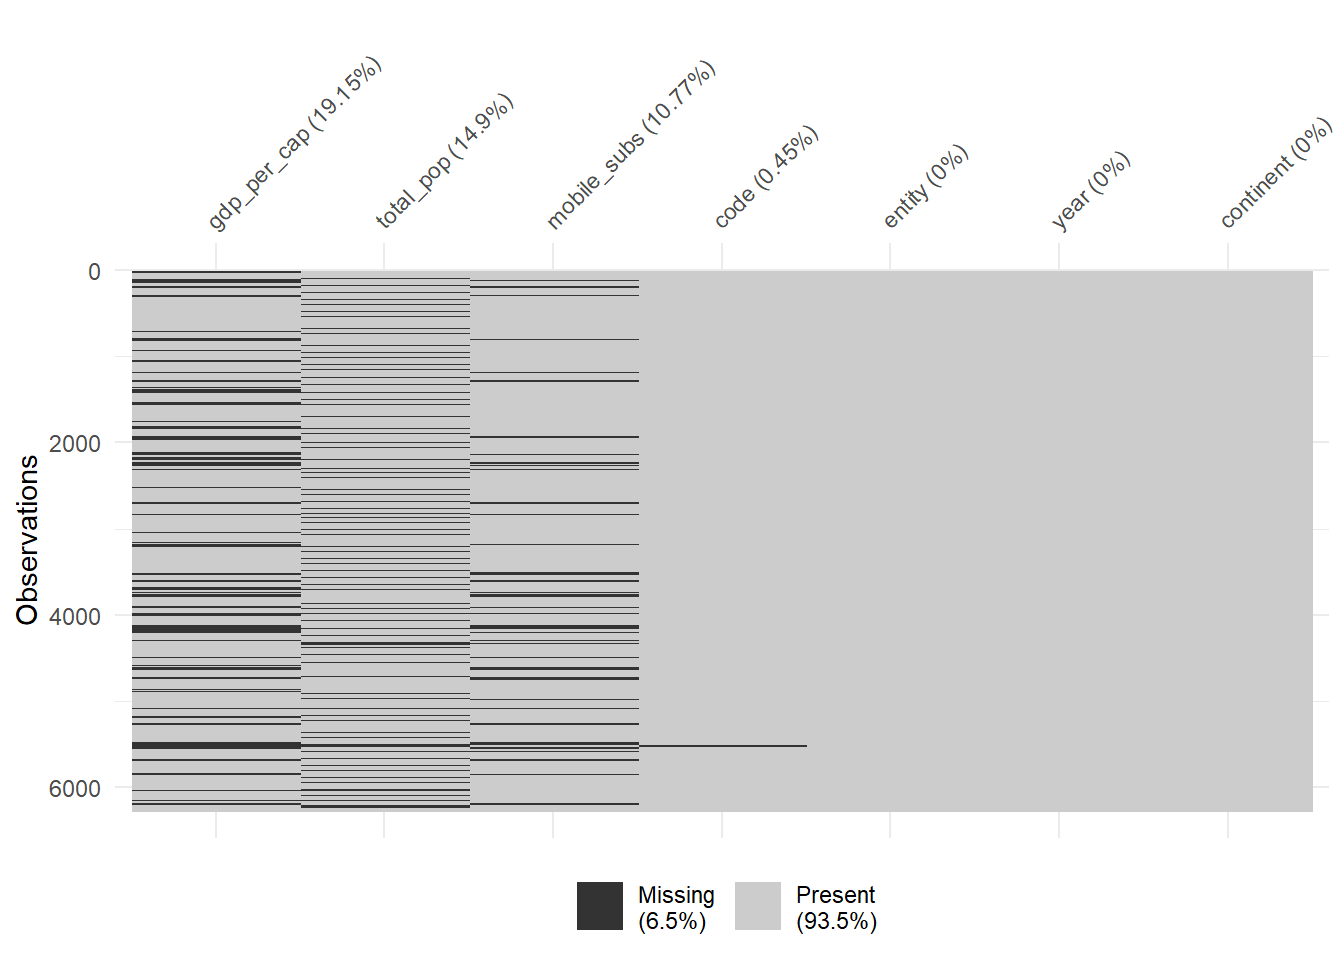 gdp_per_cap (19.15%)
total_pop (14.9%)
mobile_subs (10.77%)
code (0.45%)
entity (0%)
year (0%)
continent (0%)
0
2000
4000
6000
Observations
Missing
(6.5%)
Present
(93.5%)